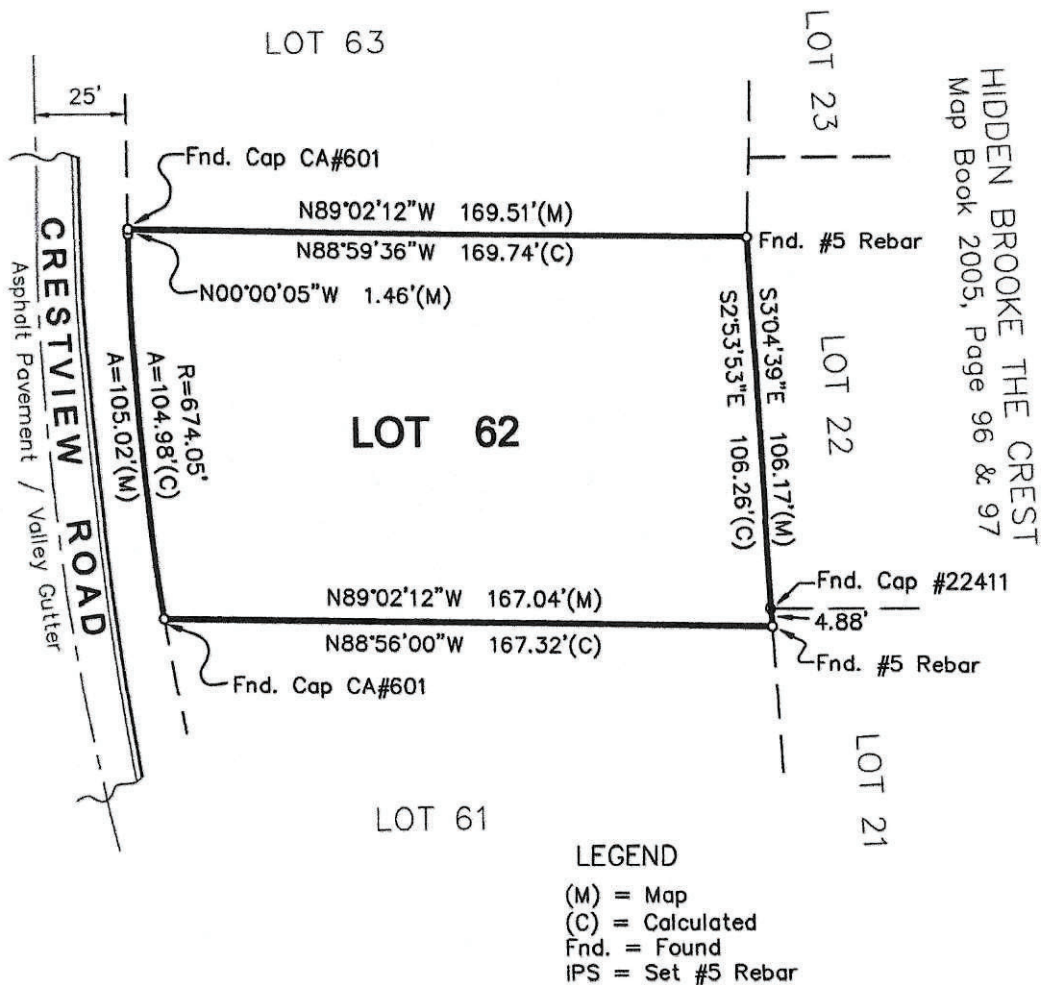 LOT 63
LOT 23
HIDDEN BROOKE THE CREST
Map Book 2005, Page 96 & 97
25'
Fnd. Cap CA#601
N89°02'12"W 169.51'(M)
N88°59'36"W 169.74'(C)
Fnd. #5 Rebar
N00°00'05"W 1.46'(M)
CRESTVIEW ROAD
Asphalt Pavement / Valley Gutter
R=674.05'
A=104.98'(C)
A=105.02'(M)
LOT 62
S3°04'39"E 106.17'(M)
S2°53'53"E 106.26'(C)
LOT 22
Fnd. Cap #22411
4.88'
Fnd. #5 Rebar
N89°02'12"W 167.04'(M)
N88°56'00"W 167.32'(C)
Fnd. Cap CA#601
LOT 21
LOT 61
LEGEND
(M) = Map
(C) = Calculated
Fnd. = Found
IPS = Set #5 Rebar